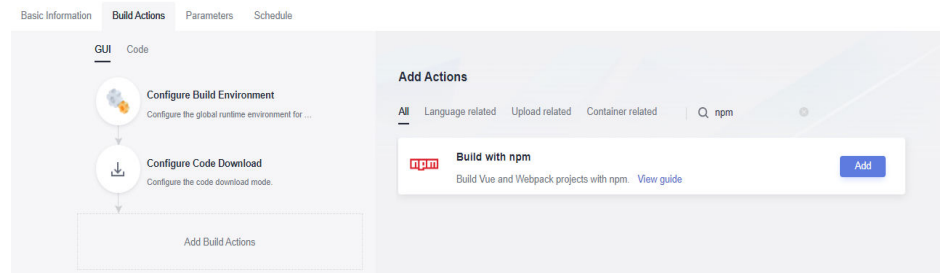 Basic Information Build Actions Parameters Schedule
GUI Code
Configure Build Environment
Configure the global runtime environment for ...
Configure Code Download
Configure the code download mode.
Add Build Actions
Add Actions
All Language related Upload related Container related npm
npm
Build with npm
Build Vue and Webpack projects with npm. View guide
Add